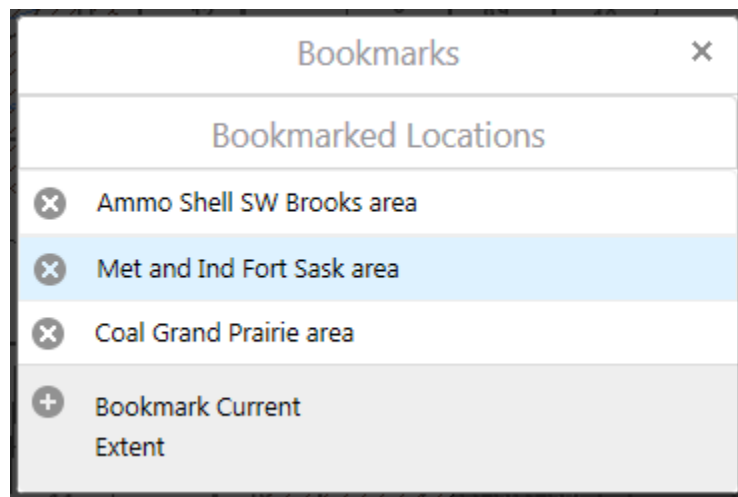 Bookmarks
Bookmarked Locations
Ammo Shell SW Brooks area
Met and Ind Fort Sask area
Coal Grand Prairie area
Bookmark Current
Extent